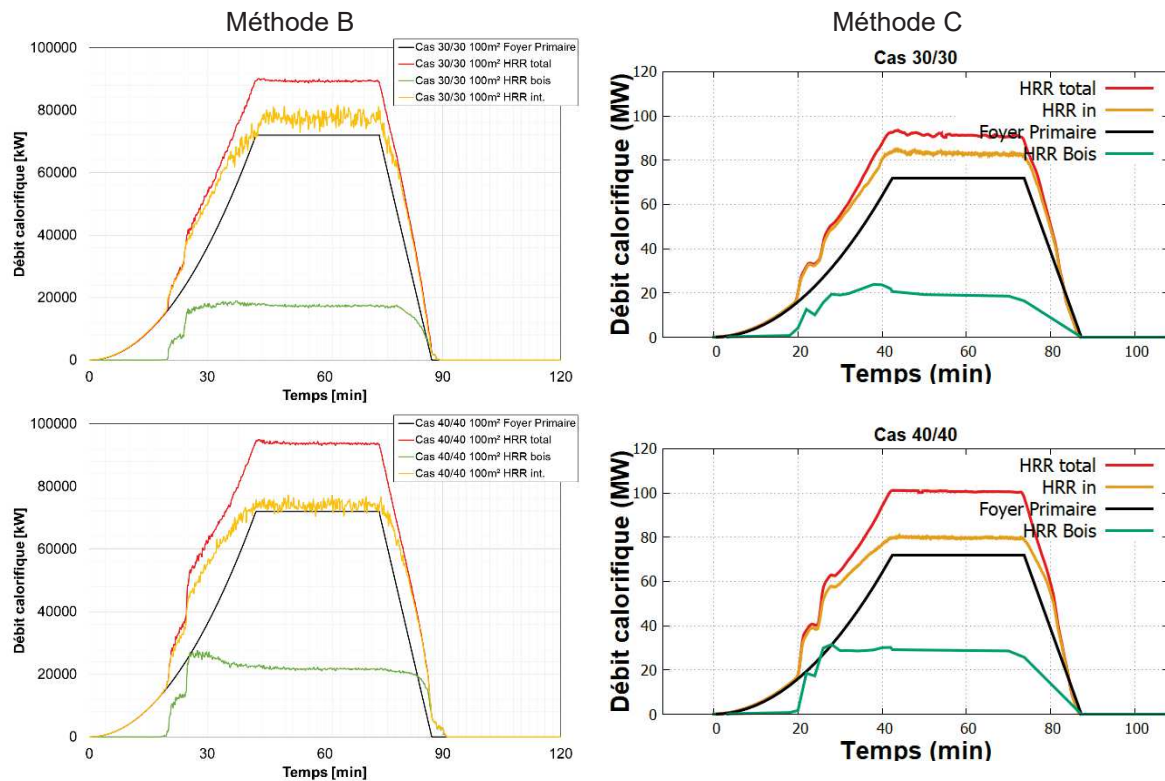 Méthode B
Méthode C
100000
80000
60000
40000
20000
0
Débit calorifique [kW]
Cas 30/30 100m² Foyer Primaire
Cas 30/30 100m² HRR total
Cas 30/30 100m² HRR bois
Cas 30/30 100m² HRR int.
0 30 60 90 120
Temps [min]
Cas 30/30
120
100
80
60
40
20
0
Débit calorifique (MW)
HRR total
HRR in
Foyer Primaire
HRR Bois
0 20 40 60 80 100
Temps (min)
100000
80000
60000
40000
20000
0
Débit calorifique [kW]
Cas 40/40 100m² Foyer Primaire
Cas 40/40 100m² HRR total
Cas 40/40 100m² HRR bois
Cas 40/40 100m² HRR int.
0 30 60 90 120
Temps [min]
Cas 40/40
120
100
80
60
40
20
0
Débit calorifique (MW)
HRR total
HRR in
Foyer Primaire
HRR Bois
0 20 40 60 80 100
Temps (min)